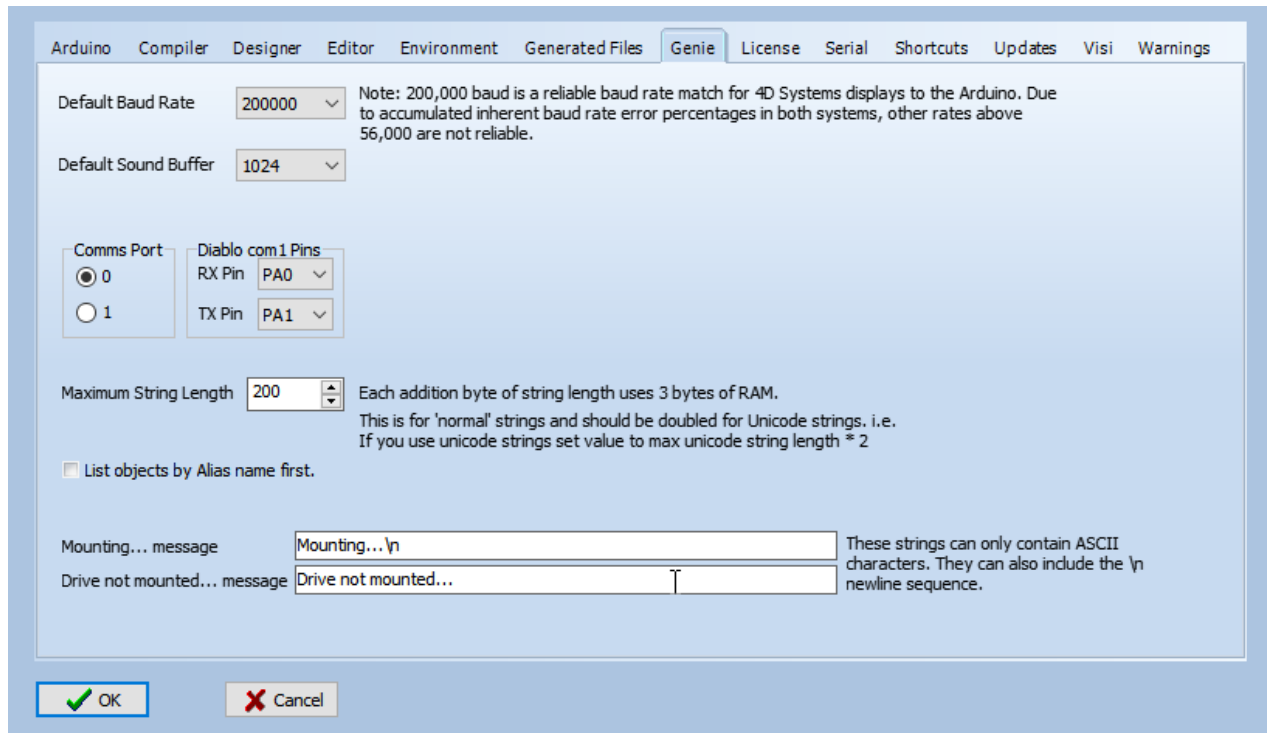 Arduino Compiler Designer Editor Environment Generated Files Genie License Serial Shortcuts Updates Visi Warnings
Default Baud Rate 200000 Note: 200,000 baud is a reliable baud rate match for 4D Systems displays to the Arduino. Due
to accumulated inherent baud rate error percentages in both systems, other rates above
56,000 are not reliable.
Default Sound Buffer 1024
Comms Port Diablo com1 Pins
0 RX Pin PA0
1 TX Pin PA1
Maximum String Length 200 Each addition byte of string length uses 3 bytes of RAM.
This is for 'normal' strings and should be doubled for Unicode strings. i.e.
If you use unicode strings set value to max unicode string length * 2
List objects by Alias name first.
Mounting... message Mounting...\n These strings can only contain ASCII
characters. They can also include the \n
Drive not mounted... message Drive not mounted... newline sequence.
OK Cancel